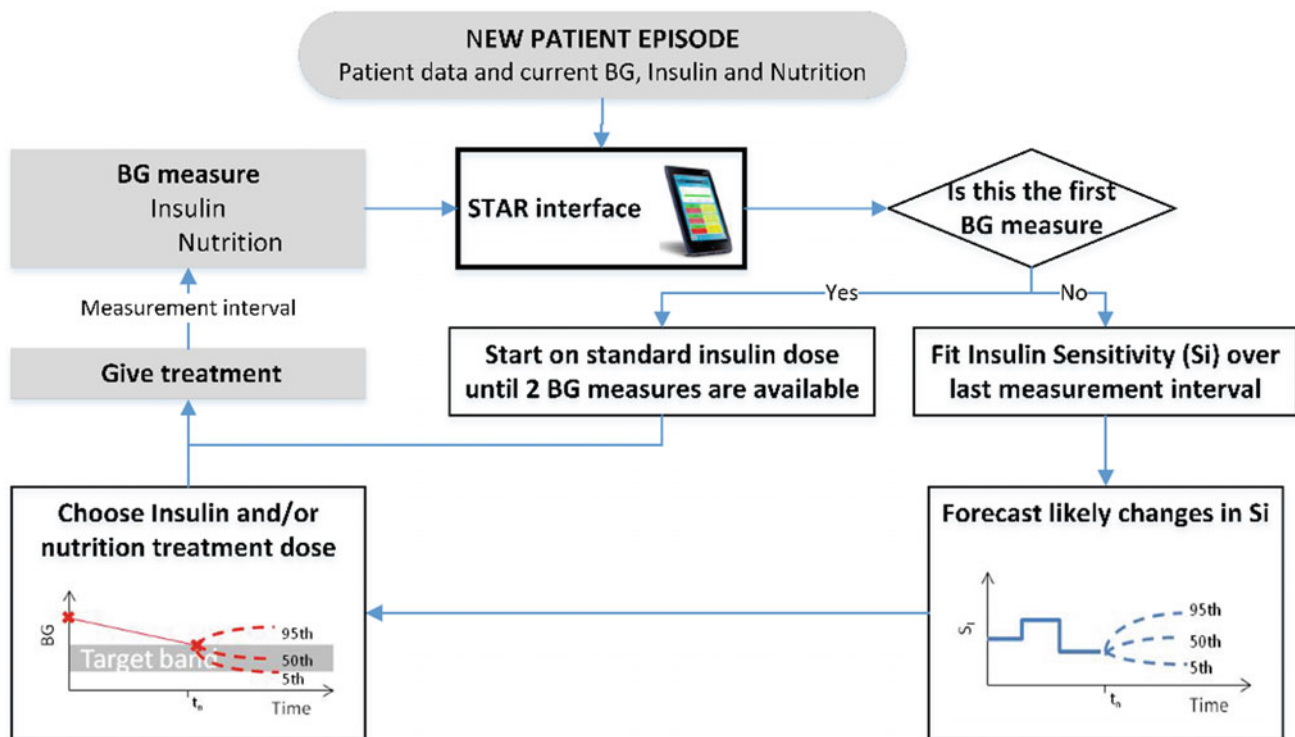 NEW PATIENT EPISODE
Patient data and current BG, Insulin and Nutrition
BG measure
Insulin
Nutrition
STAR interface
Is this the first
BG measure
Measurement interval
Yes
No
Give treatment
Start on standard insulin dose
until 2 BG measures are available
Fit Insulin Sensitivity (Si) over
last measurement interval
Choose Insulin and/or
nutrition treatment dose
BG
Target band
95th
50th
5th
tn
Time
Forecast likely changes in Si
SI
95th
50th
5th
tn
Time